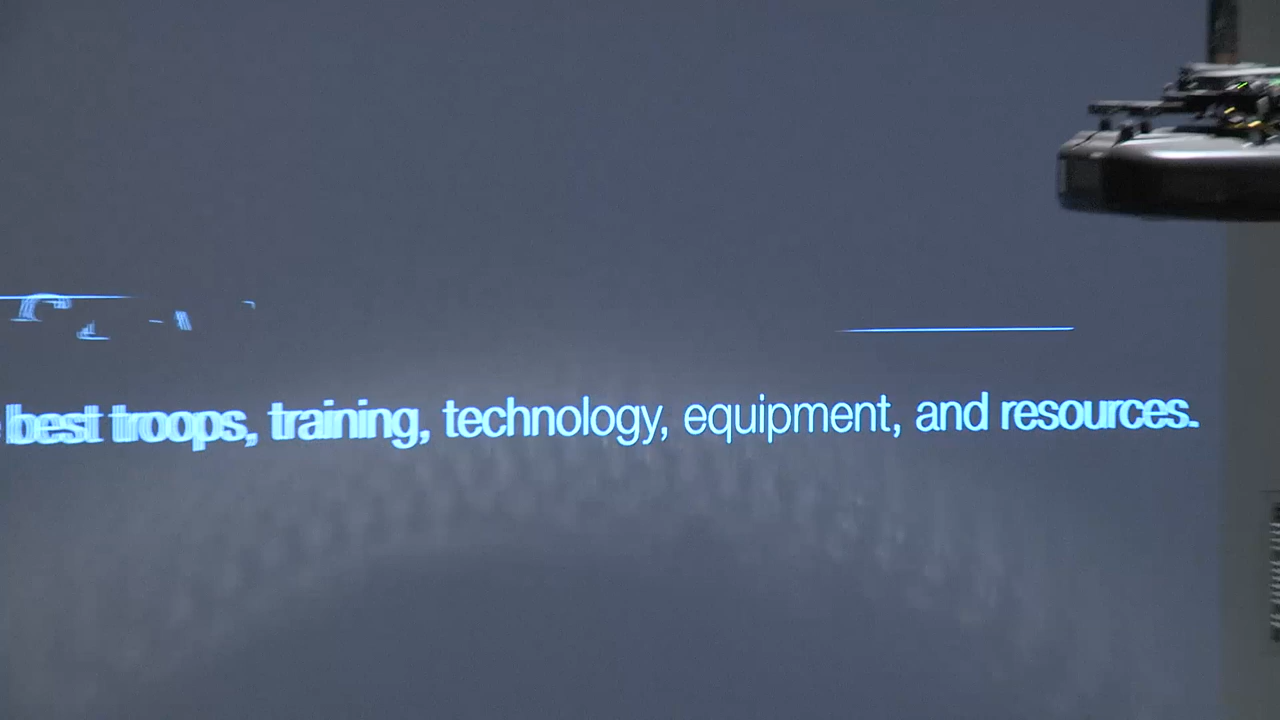 best troops, training, technology, equipment, and resources.